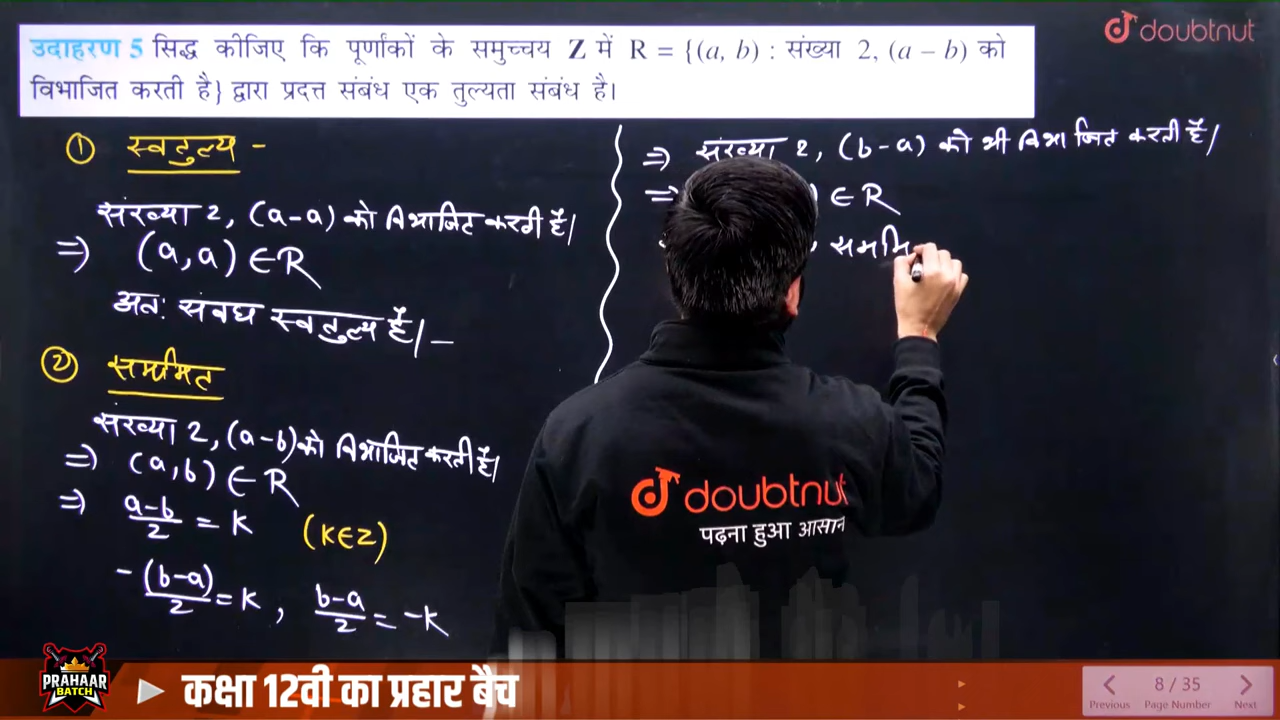 उदाहरण 5 सिद्ध कीजिए कि पूर्णांकों के समुच्चय Z में R = {(a, b) : संख्या 2, (a – b) को
विभाजित करती है} द्वारा प्रदत्त संबंध एक तुल्यता संबंध है।
doubtnut
① स्वतुल्य -
संख्या 2, (a-a) को विभाजित करती है।
⇒ (a,a) ∈ R
अतः संबंघ स्वतुल्य है। –
② सममित
संख्या 2, (a-b) को विभाजित करती है।
⇒ (a,b) ∈ R
⇒ a-b/2 = K (K∈Z)
-(b-a)/2 = K , b-a/2 = -K
⇒ संख्या 2, (b-a) को भी विभाजित करती है।
⇒ ) ∈ R
, सममि
doubtnut
पढ़ना हुआ आसान
PRAHAAR
BATCH
कक्षा 12वी का प्रहार बैच
8 / 35
Previous Page Number Next